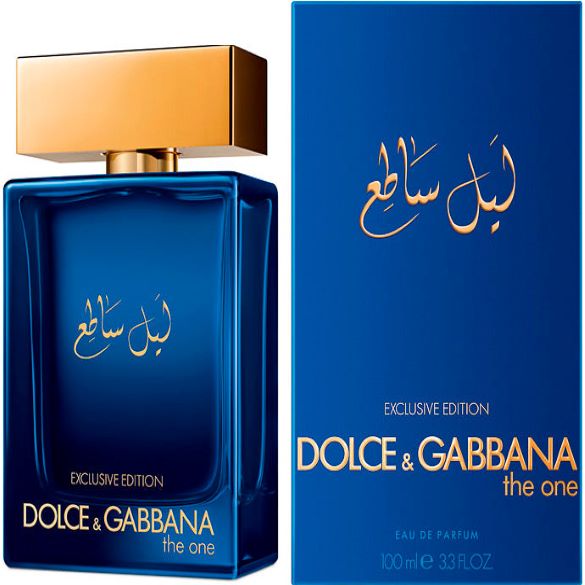 ليل ساطع
EXCLUSIVE EDITION
DOLCE & GABBANA
the one
ليل ساطع
EXCLUSIVE EDITION
DOLCE & GABBANA
the one
EAU DE PARFUM
100 ml e 3.3 FL.OZ.